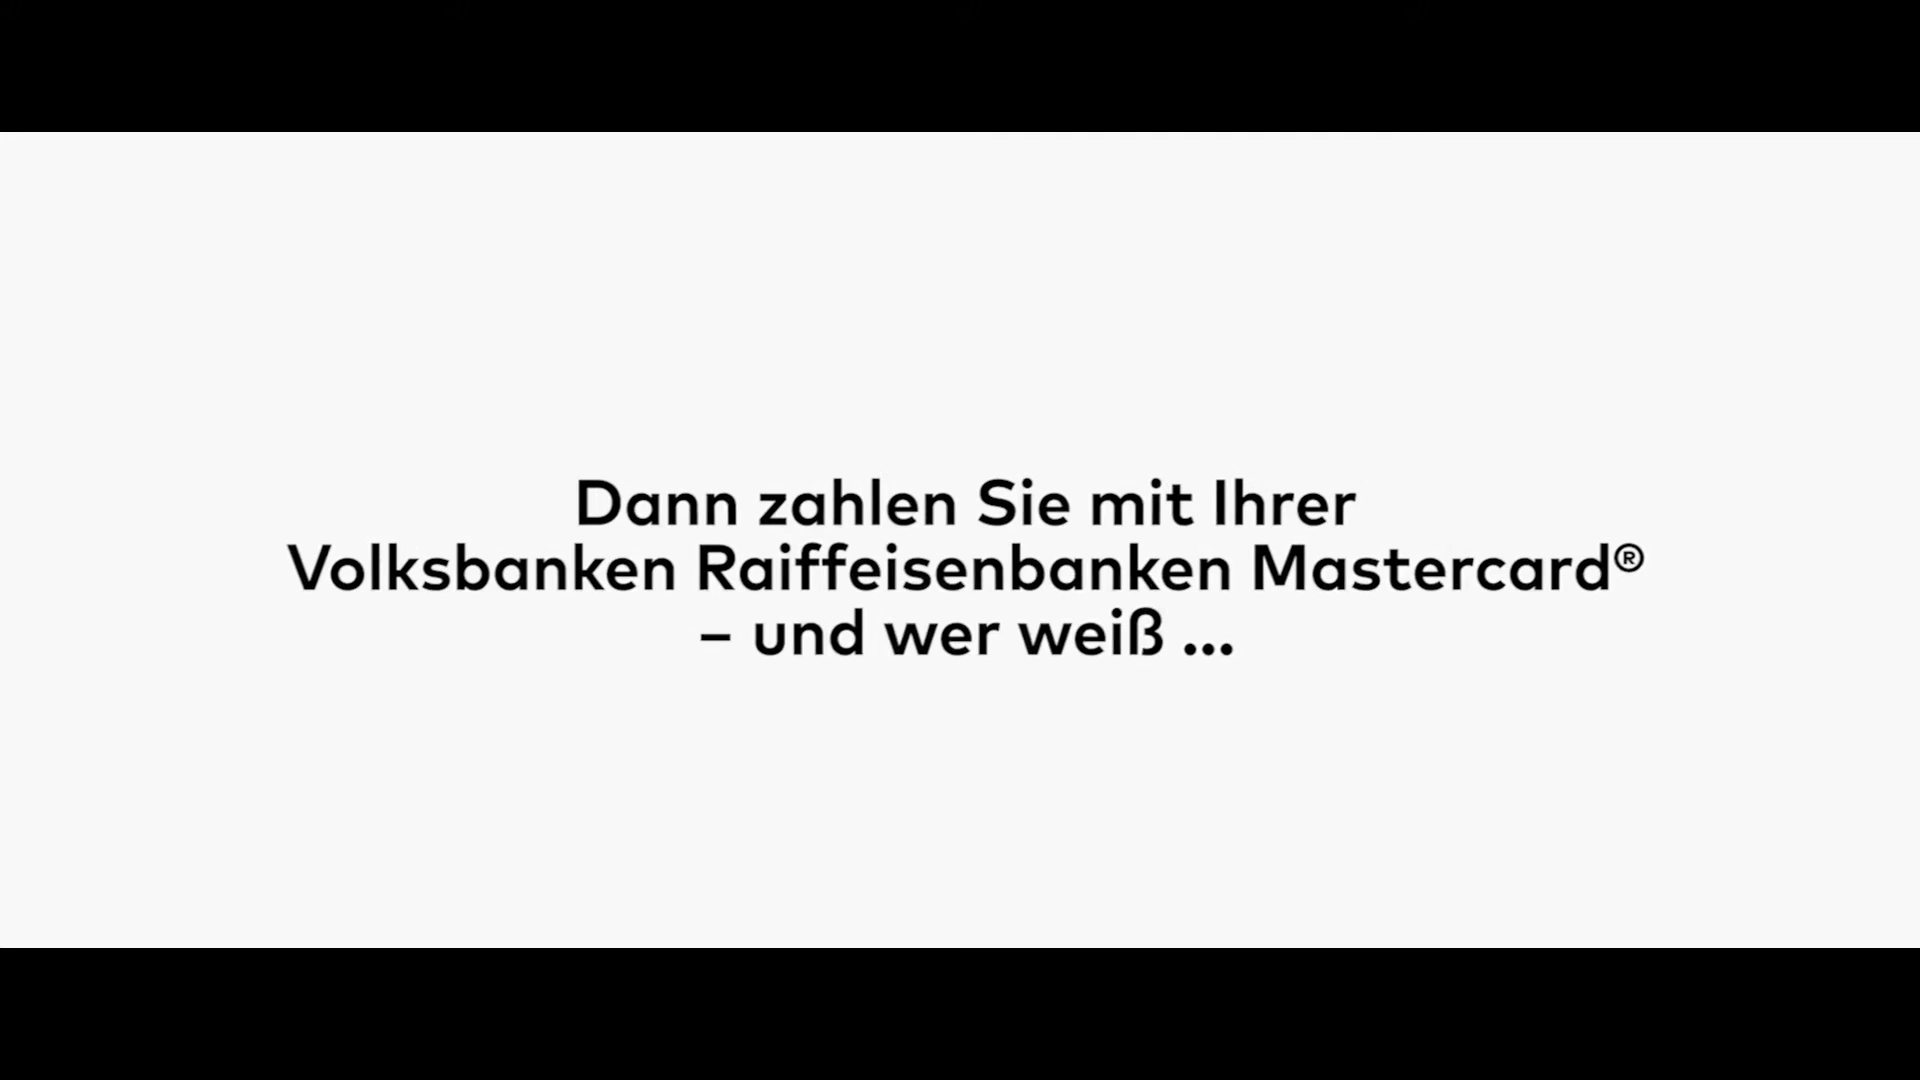 Dann zahlen Sie mit Ihrer
Volksbanken Raiffeisenbanken Mastercard®
– und wer weiß ...